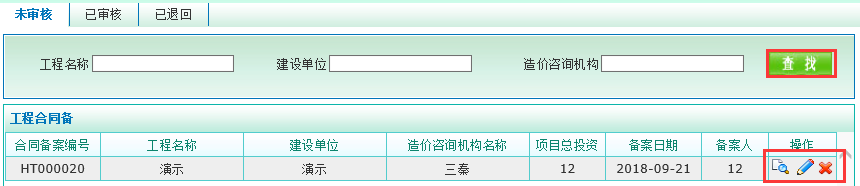 未审核 已审核 已退回
工程名称 建设单位 造价咨询机构 查 找
工程合同备
合同备案编号 工程名称 建设单位 造价咨询机构名称 项目总投资 备案日期 备案人 操作
HT000020 演示 演示 三秦 12 2018-09-21 12